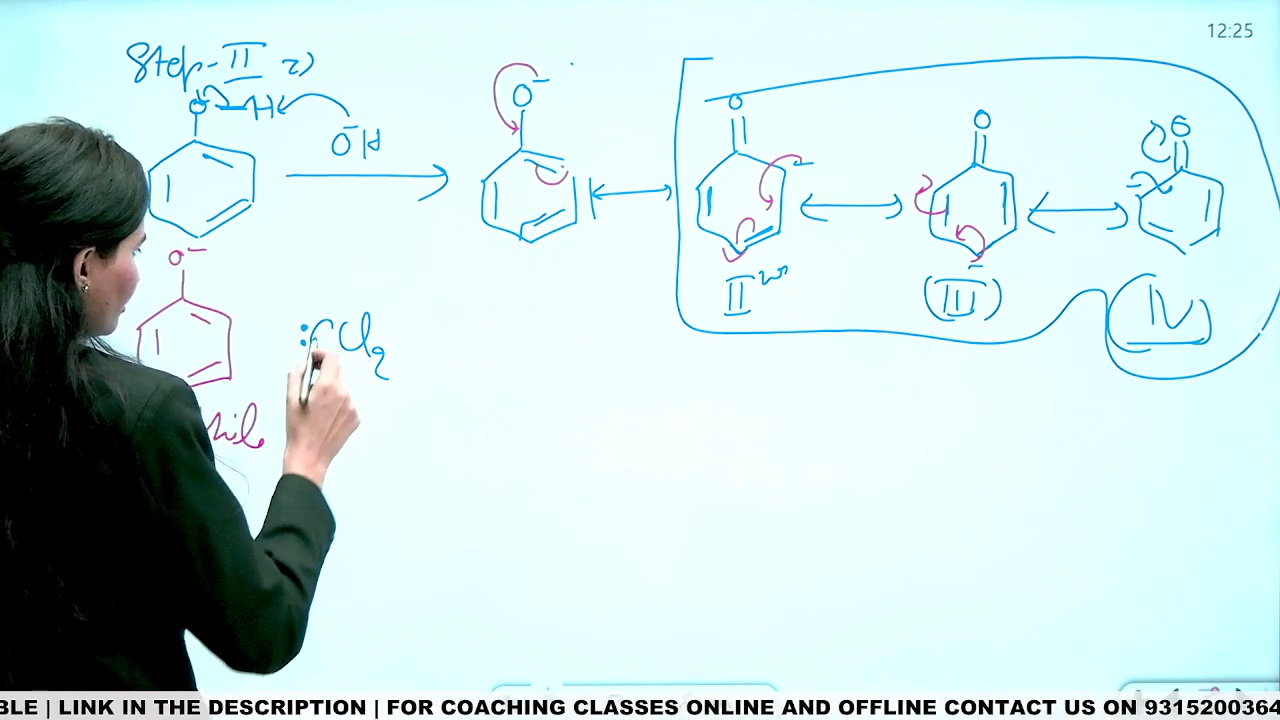 12:25
Step-II 2)
O-H
ŌH
O⁻
O
O
O
II
(III)
IV
O⁻
:CCl2
BLE | LINK IN THE DESCRIPTION | FOR COACHING CLASSES ONLINE AND OFFLINE CONTACT US ON 9315200364